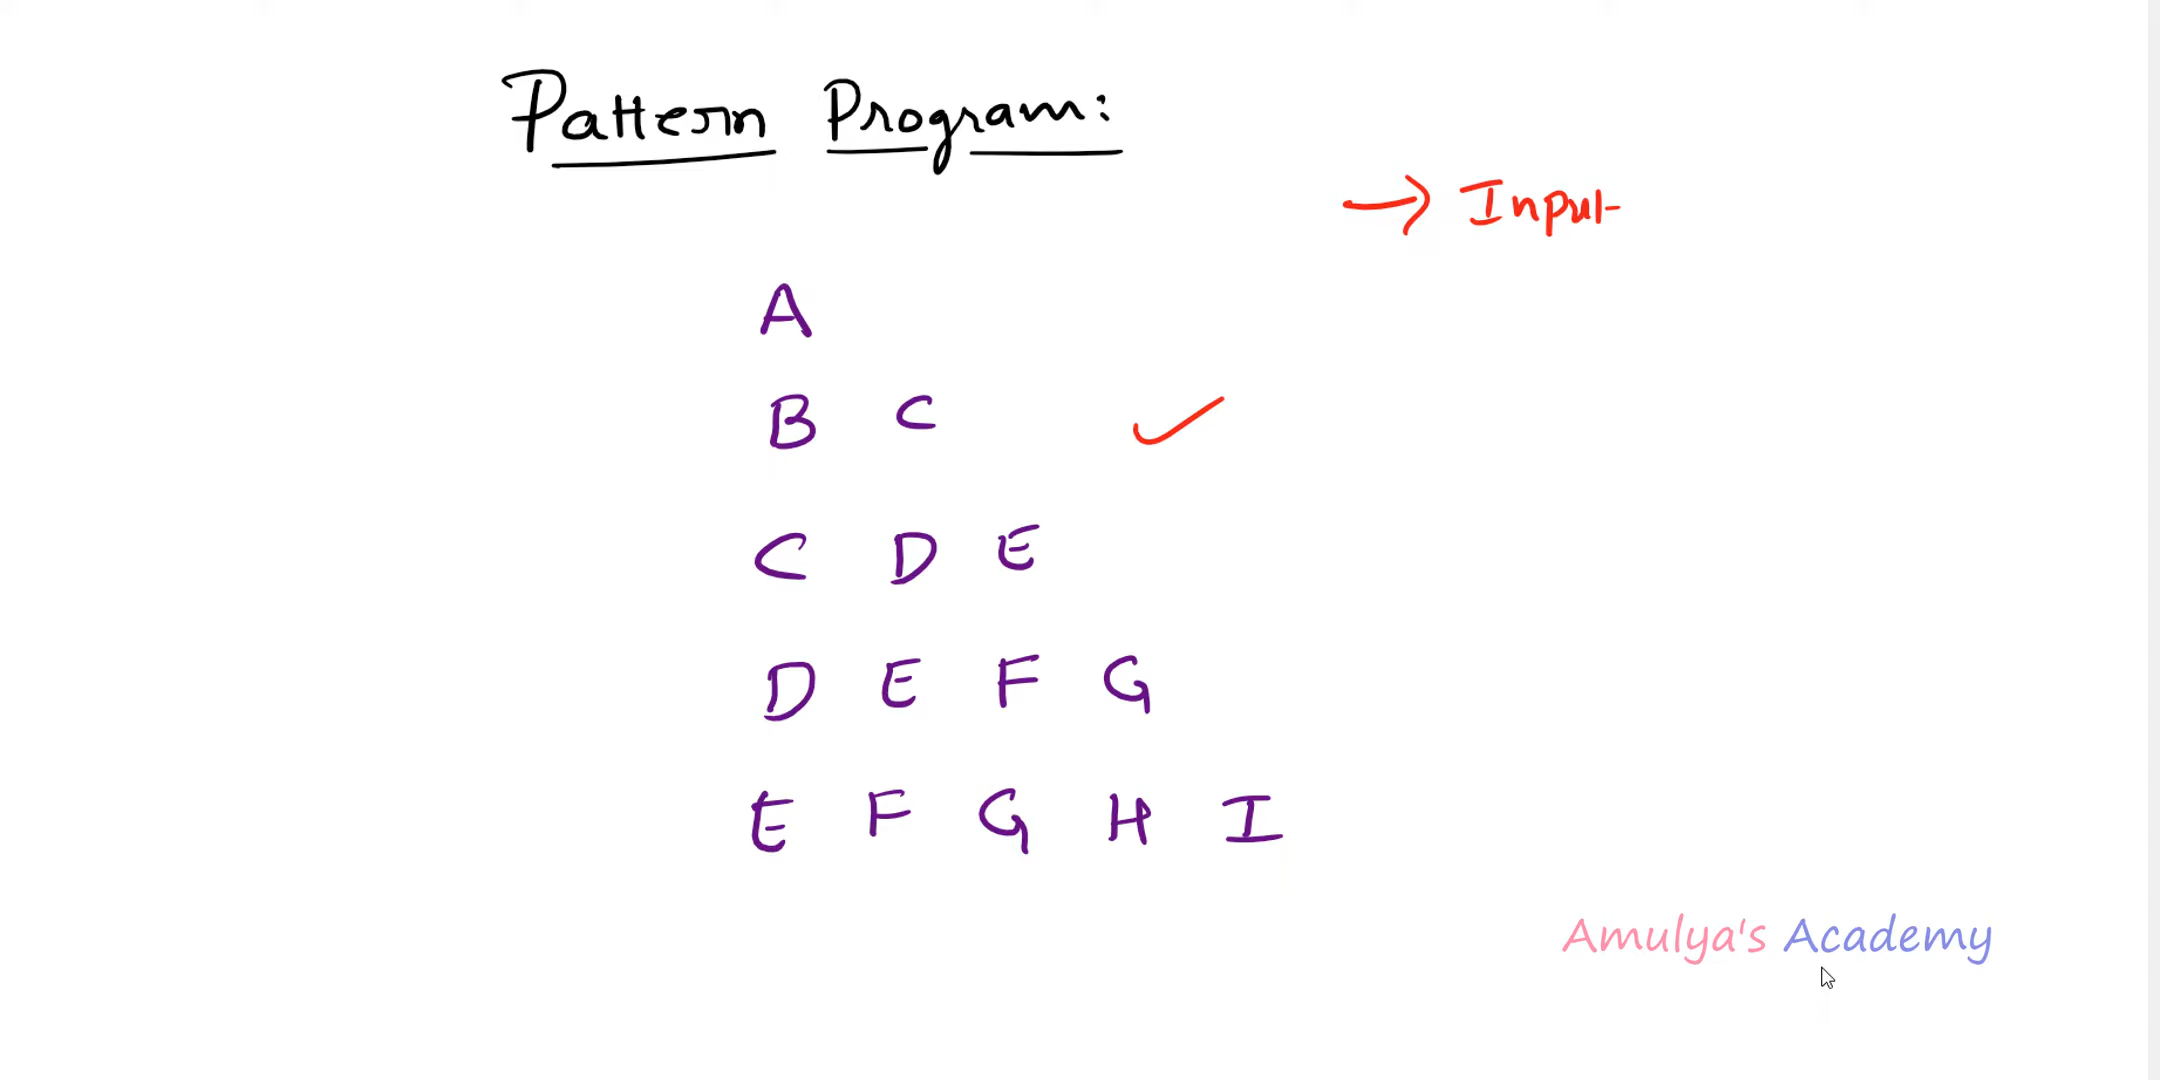 Pattern Program:
→ Input
A
B C
C D E
D E F G
E F G H I
Amulya's Academy